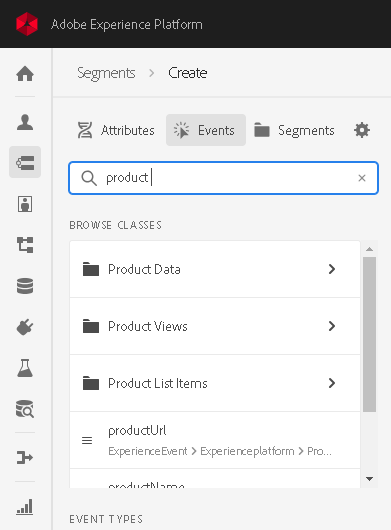 Adobe Experience Platform
Segments > Create
Attributes Events Segments
product
BROWSE CLASSES
Product Data
Product Views
Product List Items
productUrl
ExperienceEvent > Experienceplatform > Pro...
productName
EVENT TYPES